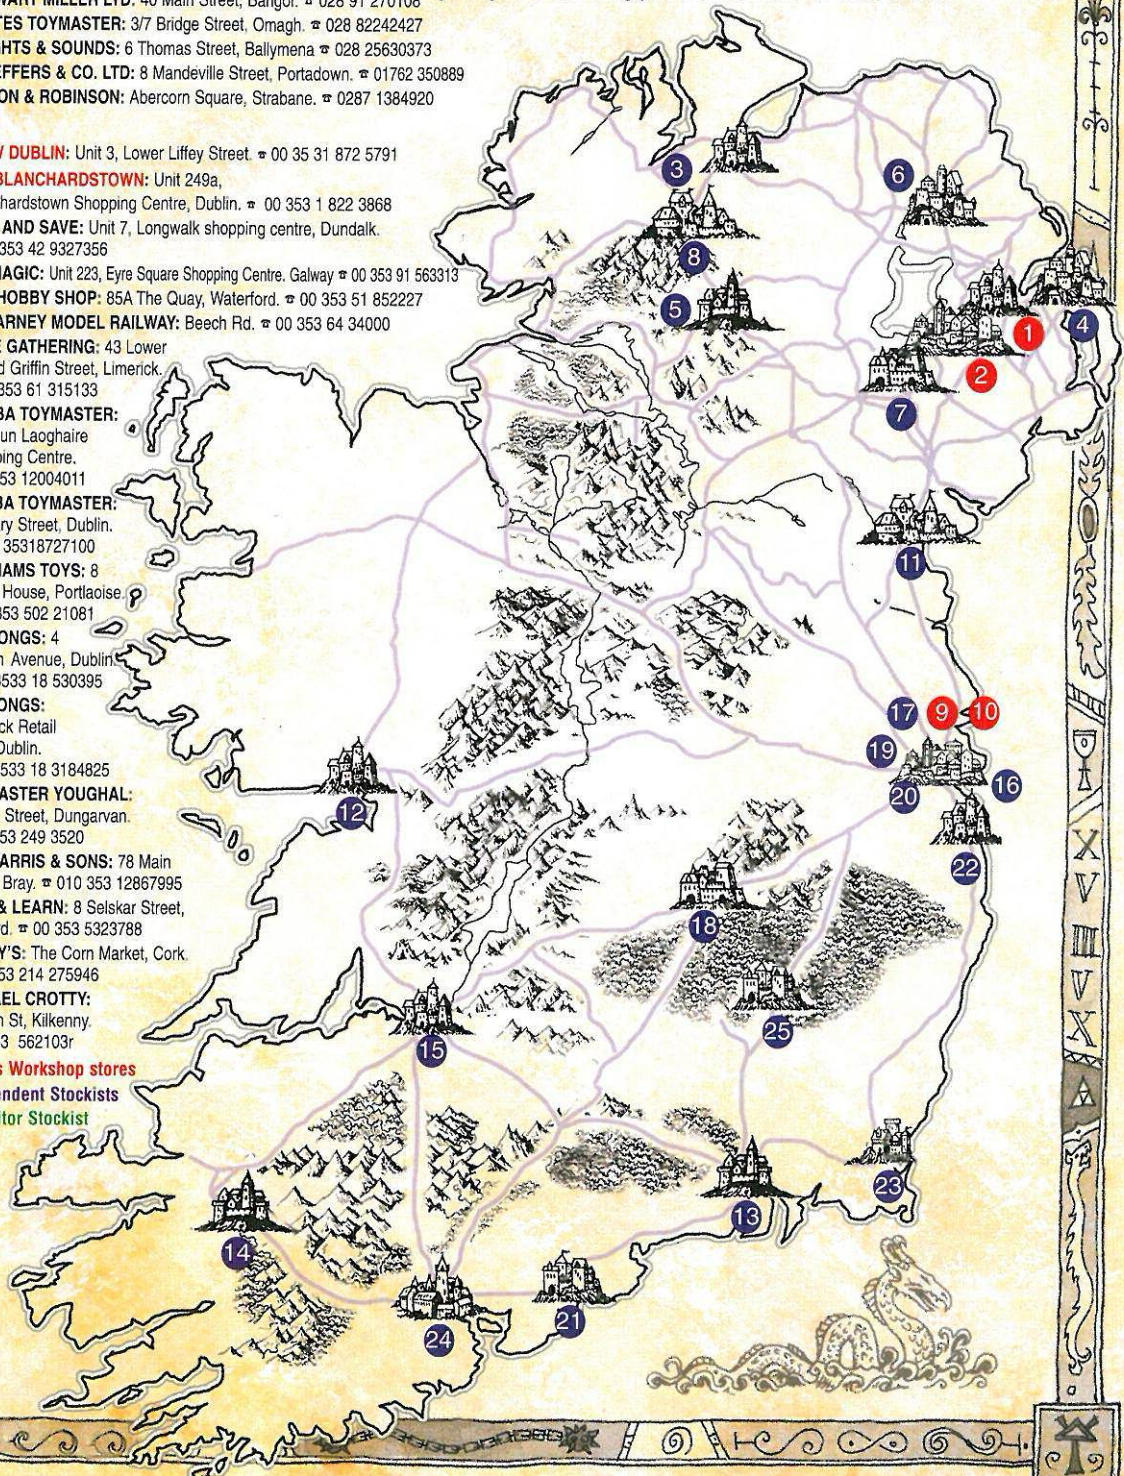 WART MILLER LTD: 40 Main Street, Bangor. ☎ 028 91 270108
TES TOYMASTER: 3/7 Bridge Street, Omagh. ☎ 028 82242427
HTS & SOUNDS: 6 Thomas Street, Ballymena ☎ 028 25630373
EFFERS & CO. LTD: 8 Mandeville Street, Portadown. ☎ 01762 350889
ON & ROBINSON: Abercorn Square, Strabane. ☎ 0287 1384920
DUBLIN: Unit 3, Lower Liffey Street. ☎ 00 35 31 872 5791
BLANCHARDSTOWN: Unit 249a,
hardstown Shopping Centre, Dublin. ☎ 00 353 1 822 3868
AND SAVE: Unit 7, Longwalk shopping centre, Dundalk.
353 42 9327356
AGIC: Unit 223, Eyre Square Shopping Centre. Galway ☎ 00 353 91 563313
HOBBY SHOP: 85A The Quay, Waterford. ☎ 00 353 51 852227
ARNEY MODEL RAILWAY: Beech Rd. ☎ 00 353 64 34000
E GATHERING: 43 Lower
d Griffin Street, Limerick.
353 61 315133
BA TOYMASTER:
un Laoghaire
ping Centre.
53 12004011
BA TOYMASTER:
ry Street, Dublin.
35318727100
AMS TOYS: 8
House, Portlaoise.
353 502 21081
ONGS: 4
n Avenue, Dublin
3533 18 530395
ONGS:
ck Retail
Dublin.
533 18 3184825
ASTER YOUGHAL:
Street, Dungarvan.
53 249 3520
ARRIS & SONS: 78 Main
Bray. ☎ 010 353 12867995
& LEARN: 8 Selskar Street,
d. ☎ 00 353 5323788
Y'S: The Corn Market, Cork.
53 214 275946
EL CROTTY:
n St, Kilkenny.
3 562103r
s Workshop stores
endent Stockists
itor Stockist
3
6
8
5
1
4
2
7
11
17 9 10
19
20 16
12
22
18
25
15
23
13
14
21
24
X
V
III
V
X